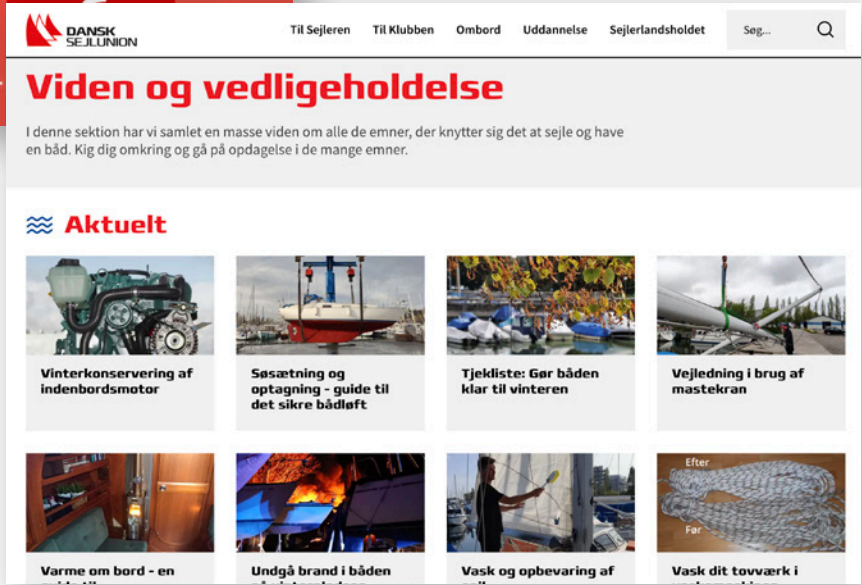 DANSK
SEJLUNION
Til Sejleren Til Klubben Ombord Uddannelse Sejlerlandsholdet Søg...
Viden og vedligeholdelse
I denne sektion har vi samlet en masse viden om alle de emner, der knytter sig det at sejle og have
en båd. Kig dig omkring og gå på opdagelse i de mange emner.
Aktuelt
Vinterkonservering af
indenbordsmotor
Søsætning og
optagning - guide til
det sikre bådløft
Tjekliste: Gør båden
klar til vinteren
Vejledning i brug af
mastekran
Efter
Før
Varme om bord - en
guide til
Undgå brand i båden
Vask og opbevaring af
sejl
Vask dit tovværk i